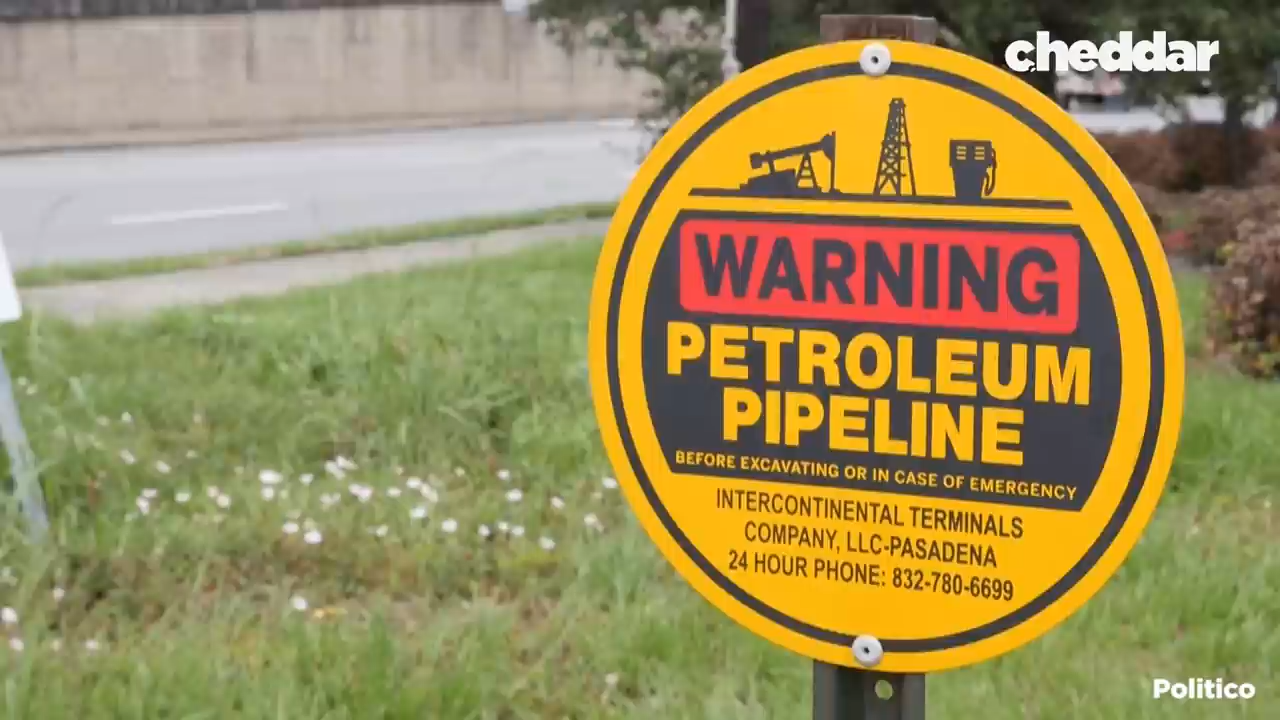 cheddar
WARNING
PETROLEUM
PIPELINE
BEFORE EXCAVATING OR IN CASE OF EMERGENCY
INTERCONTINENTAL TERMINALS
COMPANY, LLC-PASADENA
24 HOUR PHONE: 832-780-6699
Politico